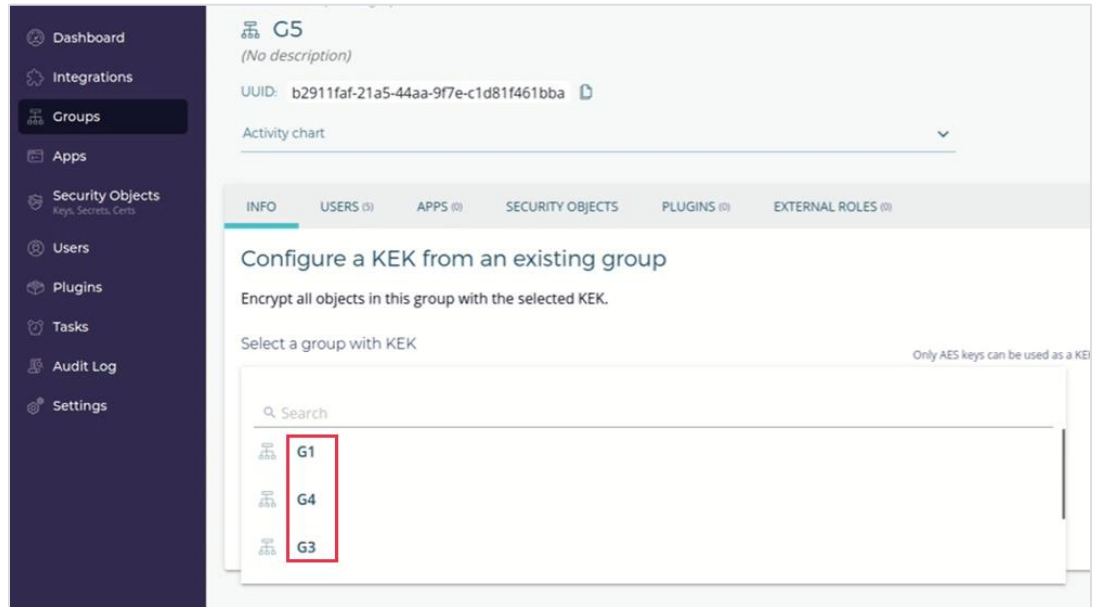 Dashboard
Integrations
Groups
Apps
Security Objects
Keys, Secrets, Certs
Users
Plugins
Tasks
Audit Log
Settings
G5
(No description)
UUID: b2911faf-21a5-44aa-9f7e-c1d81f461bba
Activity chart
INFO USERS (5) APPS (0) SECURITY OBJECTS PLUGINS (0) EXTERNAL ROLES (0)
Configure a KEK from an existing group
Encrypt all objects in this group with the selected KEK.
Select a group with KEK
Only AES keys can be used as a
Search
G1
G4
G3